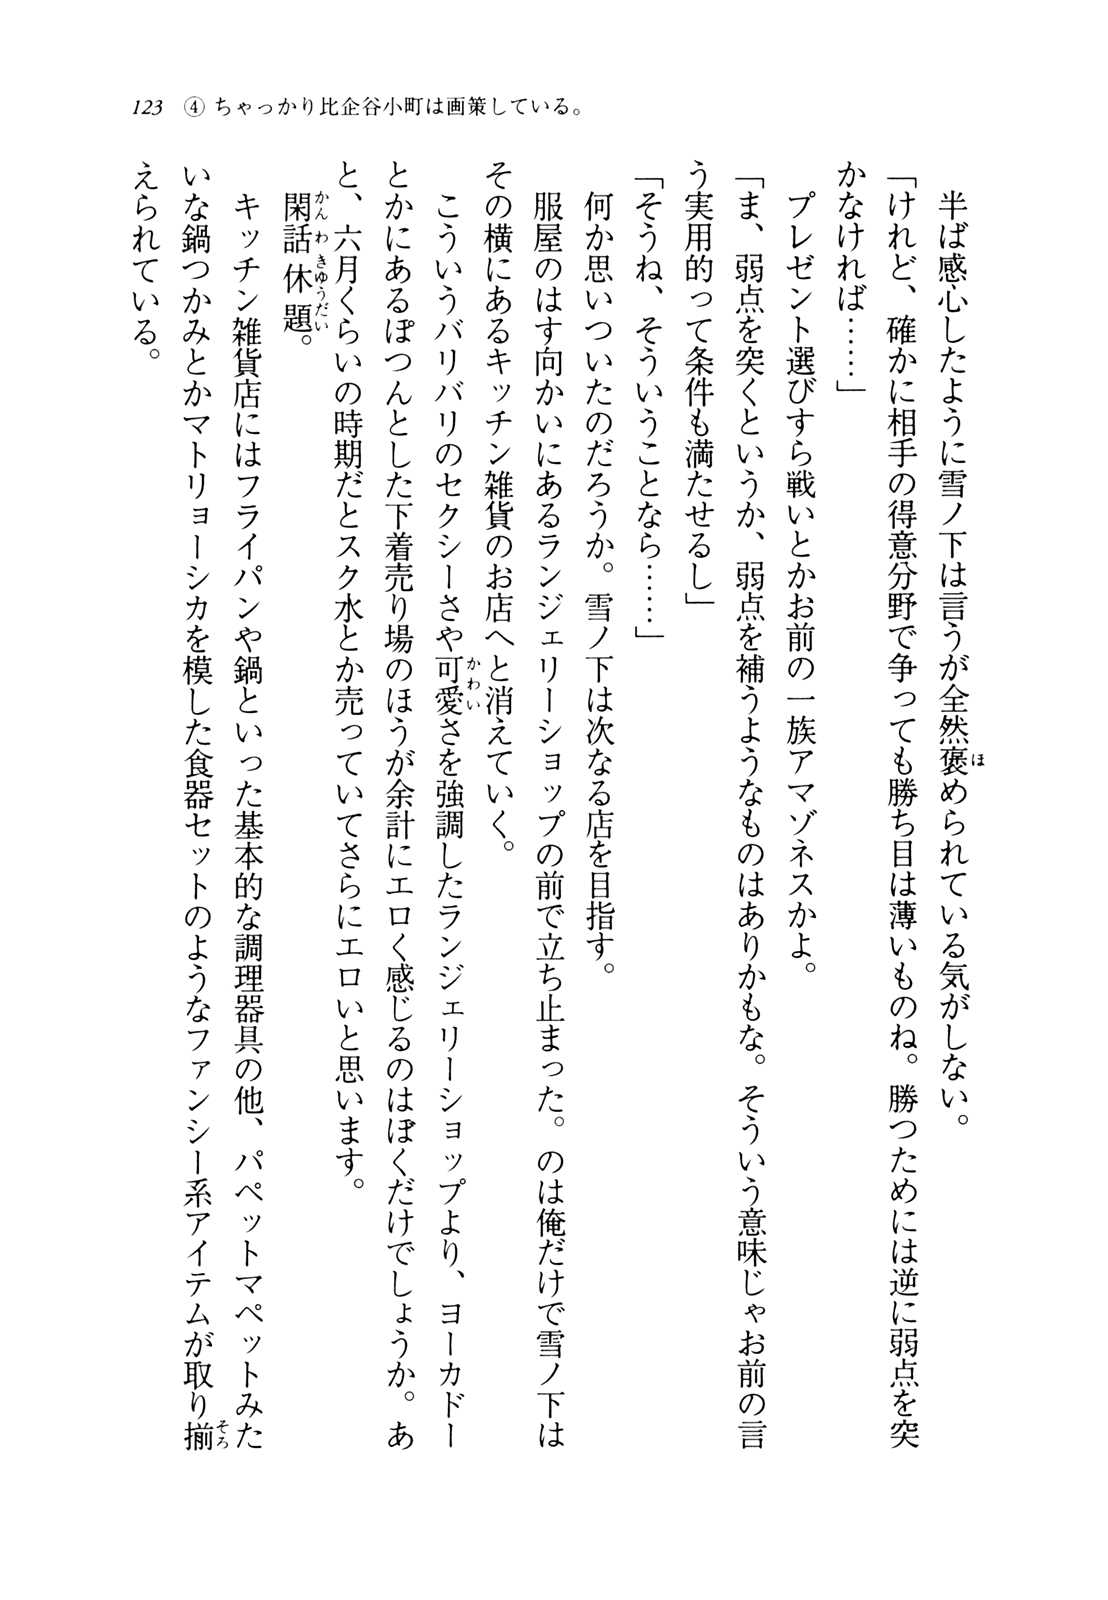 123　④ ちゃっかり比企谷小町は画策している。
　半ば感心したように雪ノ下は言うが全然褒められている気がしない。
「けれど、確かに相手の得意分野で争っても勝ち目は薄いものね。勝つためには逆に弱点を突
かなければ……」
　プレゼント選びすら戦いとかお前の一族アマゾネスかよ。
「ま、弱点を突くというか、弱点を補うようなものはありかもな。そういう意味じゃお前の言
う実用的って条件も満たせるし」
「そうね、そういうことなら……」
　何か思いついたのだろうか。雪ノ下は次なる店を目指す。
　服屋のはす向かいにあるランジェリーショップの前で立ち止まった。のは俺だけで雪ノ下は
その横にあるキッチン雑貨のお店へと消えていく。
　こういうバリバリのセクシーさや可愛さを強調したランジェリーショップより、ヨーカドー
とかにあるぽつんとした下着売り場のほうが余計にエロく感じるのはぼくだけでしょうか。あ
と、六月くらいの時期だとスク水とか売っていてさらにエロいと思います。
　閑話休題。
　キッチン雑貨店にはフライパンや鍋といった基本的な調理器具の他、パペットマペットみた
いな鍋つかみとかマトリョーシカを模した食器セットのようなファンシー系アイテムが取り揃
えられている。